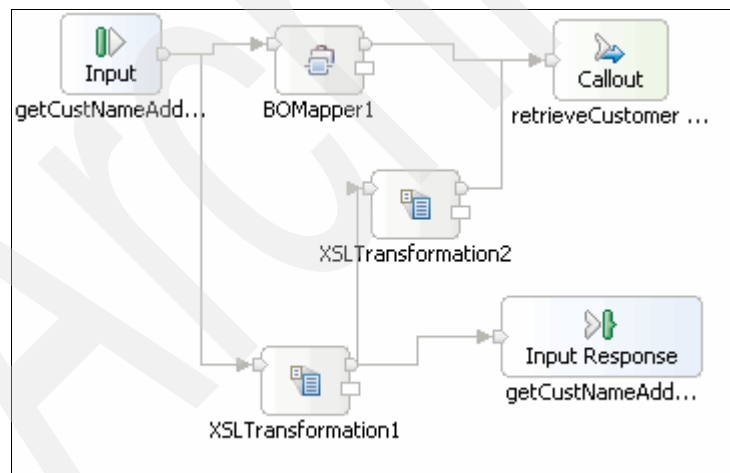 Input
getCustNameAdd...
BOMapper1
Callout
retrieveCustomer ...
XSLTransformation2
Input Response
getCustNameAdd...
XSLTransformation1